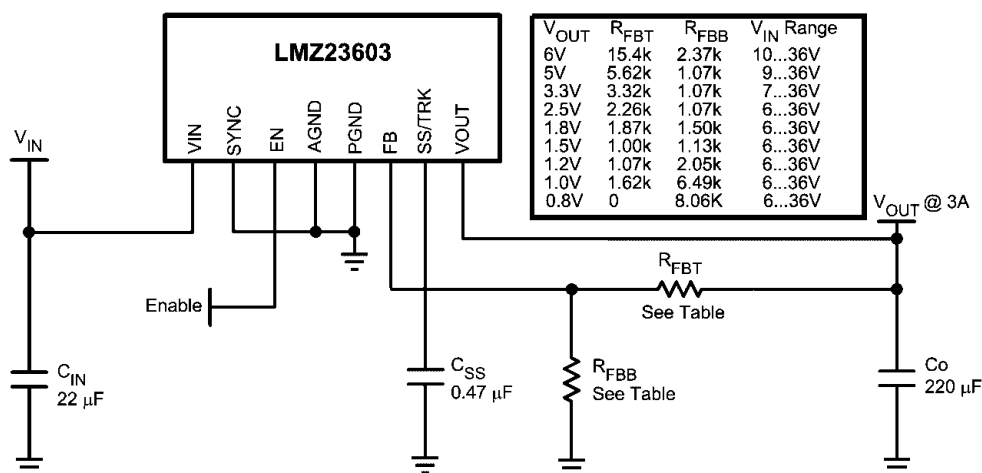 LMZ23603
VIN
SYNC
EN
AGND
PGND
FB
SS/TRK
VOUT
VOUT RFBT RFBB VIN Range
6V 15.4k 2.37k 10...36V
5V 5.62k 1.07k 9...36V
3.3V 3.32k 1.07k 7...36V
2.5V 2.26k 1.07k 6...36V
1.8V 1.87k 1.50k 6...36V
1.5V 1.00k 1.13k 6...36V
1.2V 1.07k 2.05k 6...36V
1.0V 1.62k 6.49k 6...36V
0.8V 0 8.06K 6...36V
VIN
VOUT @ 3A
Enable
RFBT
See Table
CIN
22 μF
CSS
0.47 μF
RFBB
See Table
Co
220 μF